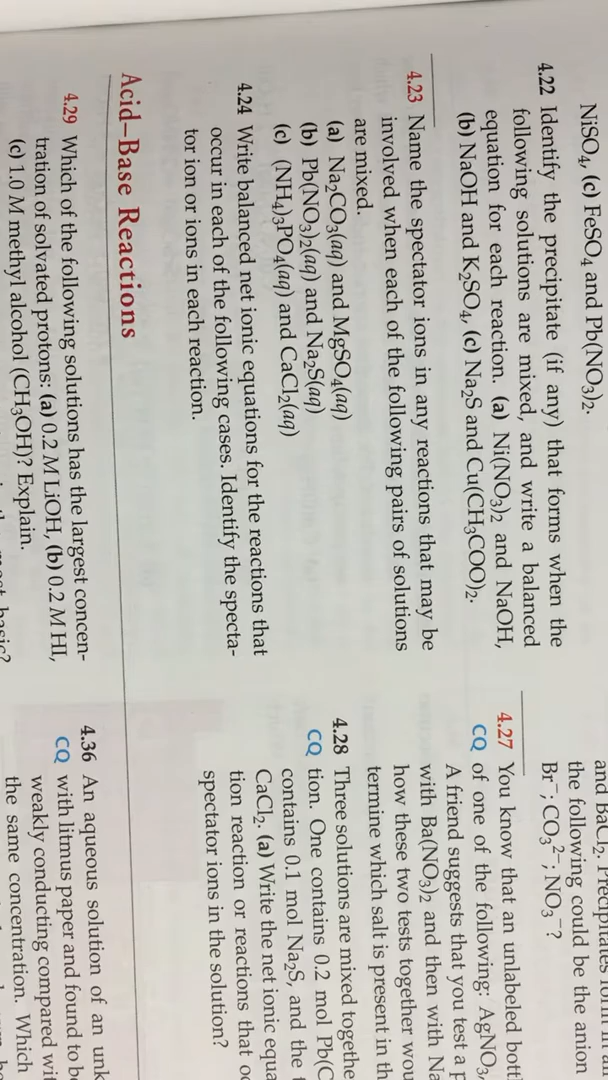 NiSO₄, (c) FeSO₄ and Pb(NO₃)₂.
4.22 Identify the precipitate (if any) that forms when the
following solutions are mixed, and write a balanced
equation for each reaction. (a) Ni(NO₃)₂ and NaOH,
(b) NaOH and K₂SO₄, (c) Na₂S and Cu(CH₃COO)₂.
4.23 Name the spectator ions in any reactions that may be
involved when each of the following pairs of solutions
are mixed.
(a) Na₂CO₃(aq) and MgSO₄(aq)
(b) Pb(NO₃)₂(aq) and Na₂S(aq)
(c) (NH₄)₃PO₄(aq) and CaCl₂(aq)
4.24 Write balanced net ionic equations for the reactions that
occur in each of the following cases. Identify the specta-
tor ion or ions in each reaction.
Acid–Base Reactions
4.29 Which of the following solutions has the largest concen-
tration of solvated protons: (a) 0.2 M LiOH, (b) 0.2 M HI,
(c) 1.0 M methyl alcohol (CH₃OH)? Explain.
most basic?
and BaCl₂. Precipitates form in
the following could be the anion
Br⁻; CO₃²⁻; NO₃⁻?
4.27 You know that an unlabeled bott
CQ of one of the following: AgNO₃,
A friend suggests that you test a p
with Ba(NO₃)₂ and then with Na
how these two tests together wou
termine which salt is present in th
4.28 Three solutions are mixed togethe
CQ tion. One contains 0.2 mol Pb(C
contains 0.1 mol Na₂S, and the t
CaCl₂. (a) Write the net ionic equa
tion reaction or reactions that oc
spectator ions in the solution?
4.36 An aqueous solution of an unk
CQ with litmus paper and found to be
weakly conducting compared wit
the same concentration. Which